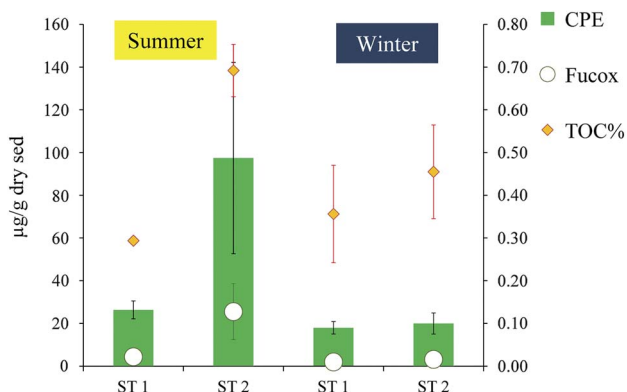 Summer
Winter
CPE
Fucox
TOC%
µg/g dry sed
160
140
120
100
80
60
40
20
0
0.80
0.70
0.60
0.50
0.40
0.30
0.20
0.10
0.00
ST 1
ST 2
ST 1
ST 2